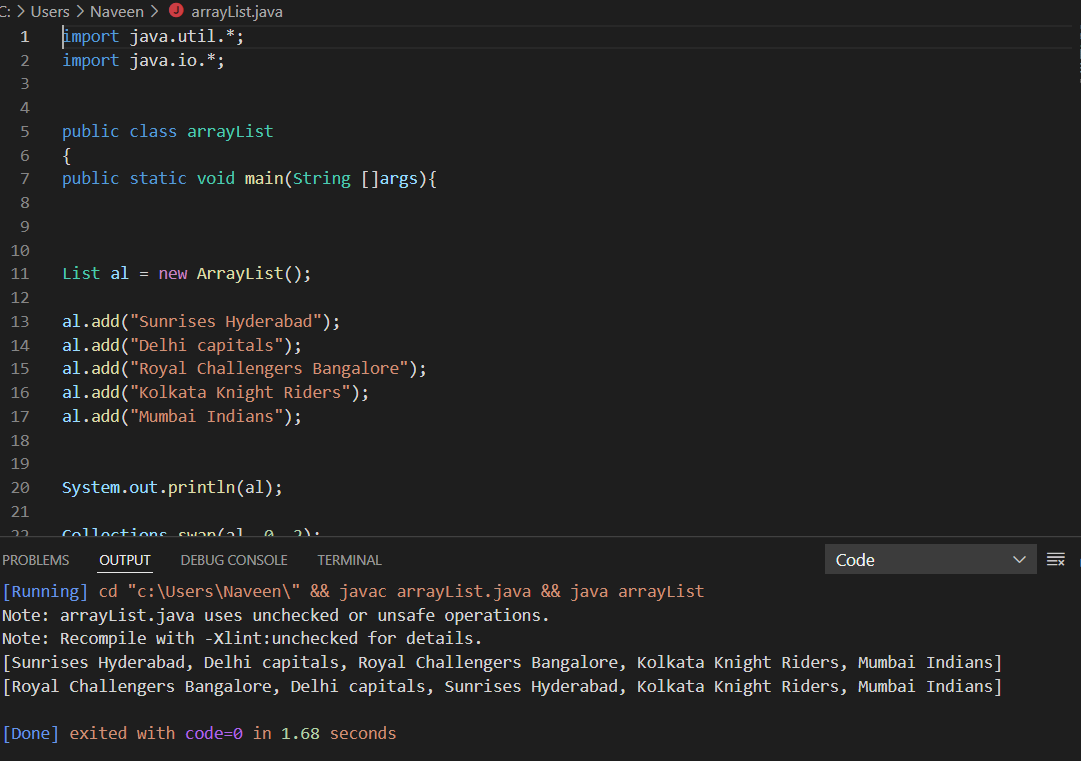 C: > Users > Naveen > J arrayList.java
1 import java.util.*;
2 import java.io.*;
3
4
5 public class arrayList
6 {
7 public static void main(String []args){
8
9
10
11 List al = new ArrayList();
12
13 al.add("Sunrises Hyderabad");
14 al.add("Delhi capitals");
15 al.add("Royal Challengers Bangalore");
16 al.add("Kolkata Knight Riders");
17 al.add("Mumbai Indians");
18
19
20 System.out.println(al);
21
22 Collections.swap(al, 0, 2);
PROBLEMS OUTPUT DEBUG CONSOLE TERMINAL Code
[Running] cd "c:\Users\Naveen\" && javac arrayList.java && java arrayList
Note: arrayList.java uses unchecked or unsafe operations.
Note: Recompile with -Xlint:unchecked for details.
[Sunrises Hyderabad, Delhi capitals, Royal Challengers Bangalore, Kolkata Knight Riders, Mumbai Indians]
[Royal Challengers Bangalore, Delhi capitals, Sunrises Hyderabad, Kolkata Knight Riders, Mumbai Indians]
[Done] exited with code=0 in 1.68 seconds